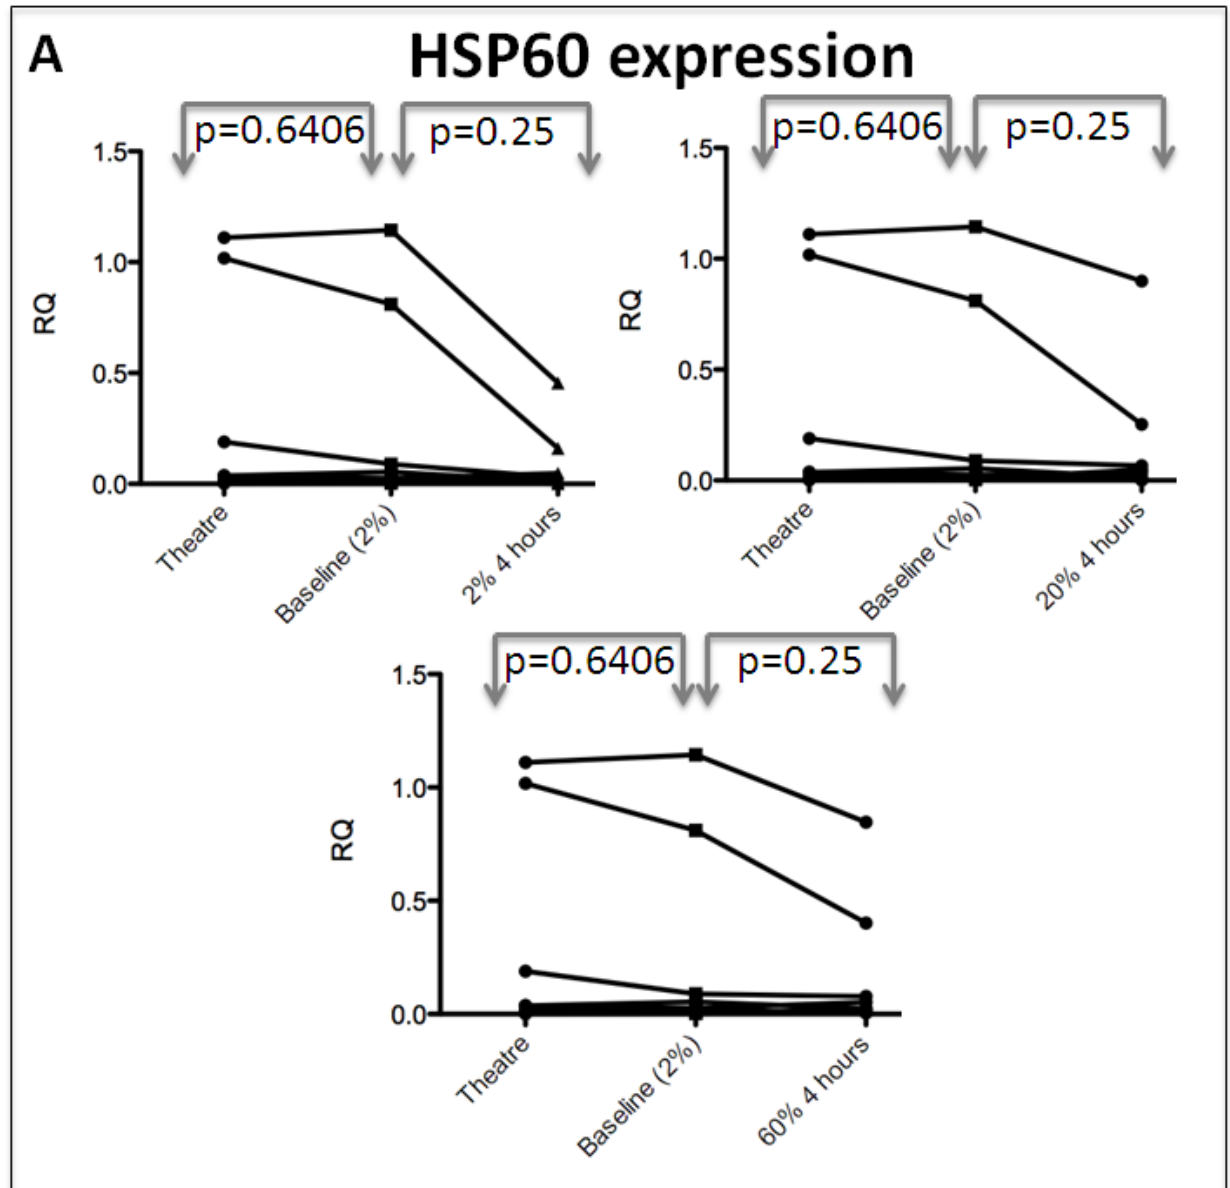 A
HSP60 expression
p=0.6406 p=0.25
1.5
1.0
0.5
0.0
RQ
Theatre
Baseline (2%)
2% 4 hours
p=0.6406 p=0.25
1.5
1.0
0.5
0.0
RQ
Theatre
Baseline (2%)
20% 4 hours
p=0.6406 p=0.25
1.5
1.0
0.5
0.0
RQ
Theatre
Baseline (2%)
60% 4 hours